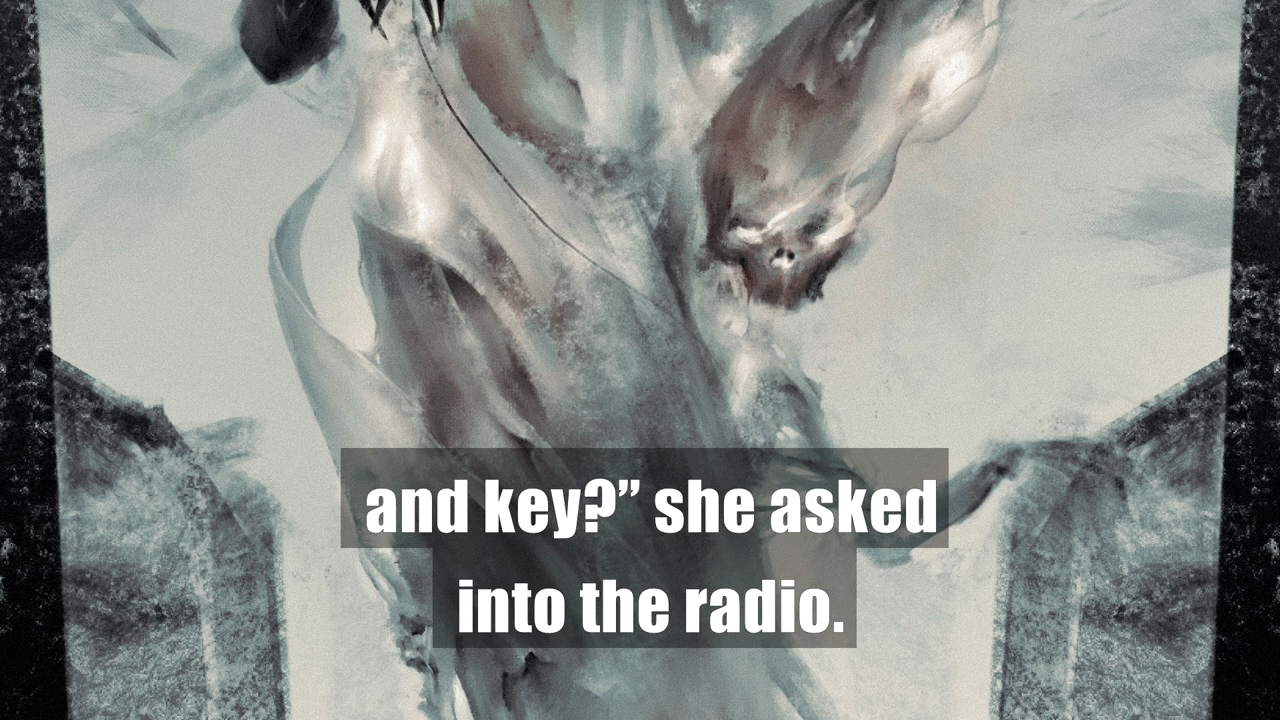 and key?” she asked
into the radio.